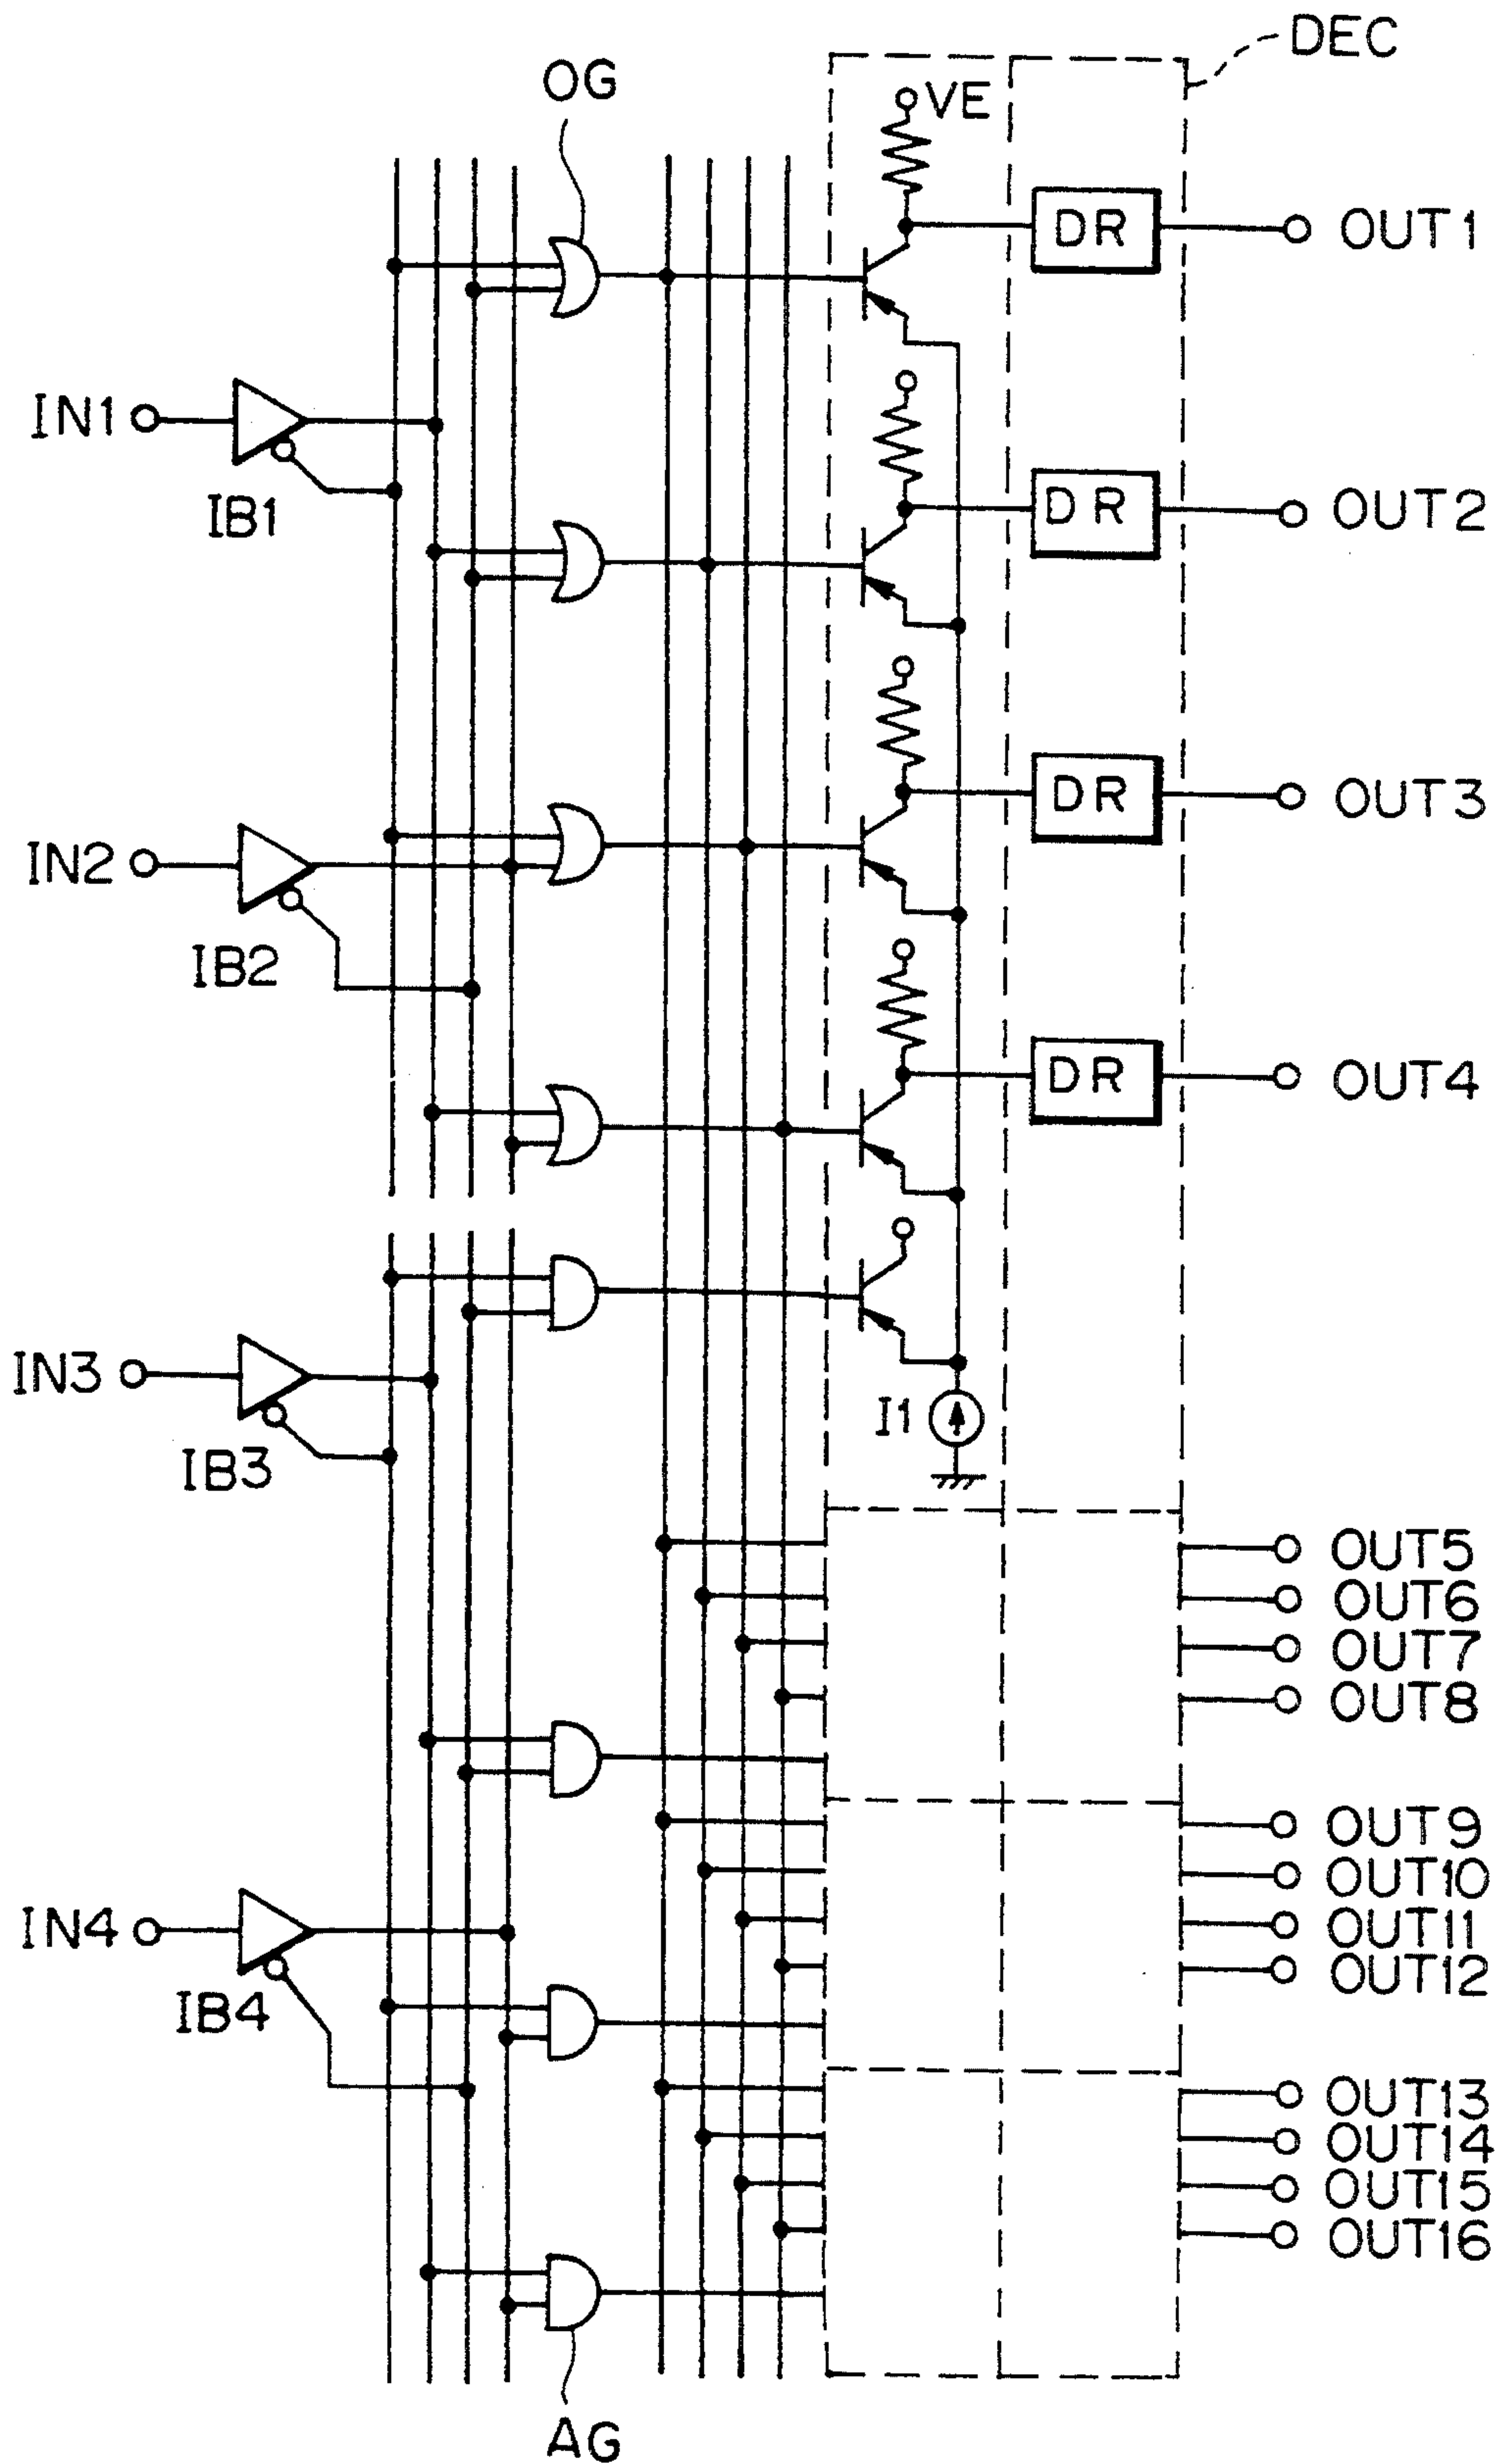 DEC
OG
VE
DR
OUT1
IN1
IB1
DR
OUT2
DR
OUT3
IN2
IB2
DR
OUT4
IN3
I1
IB3
OUT5
OUT6
OUT7
OUT8
OUT9
OUT10
IN4
OUT11
OUT12
IB4
OUT13
OUT14
OUT15
OUT16
AG